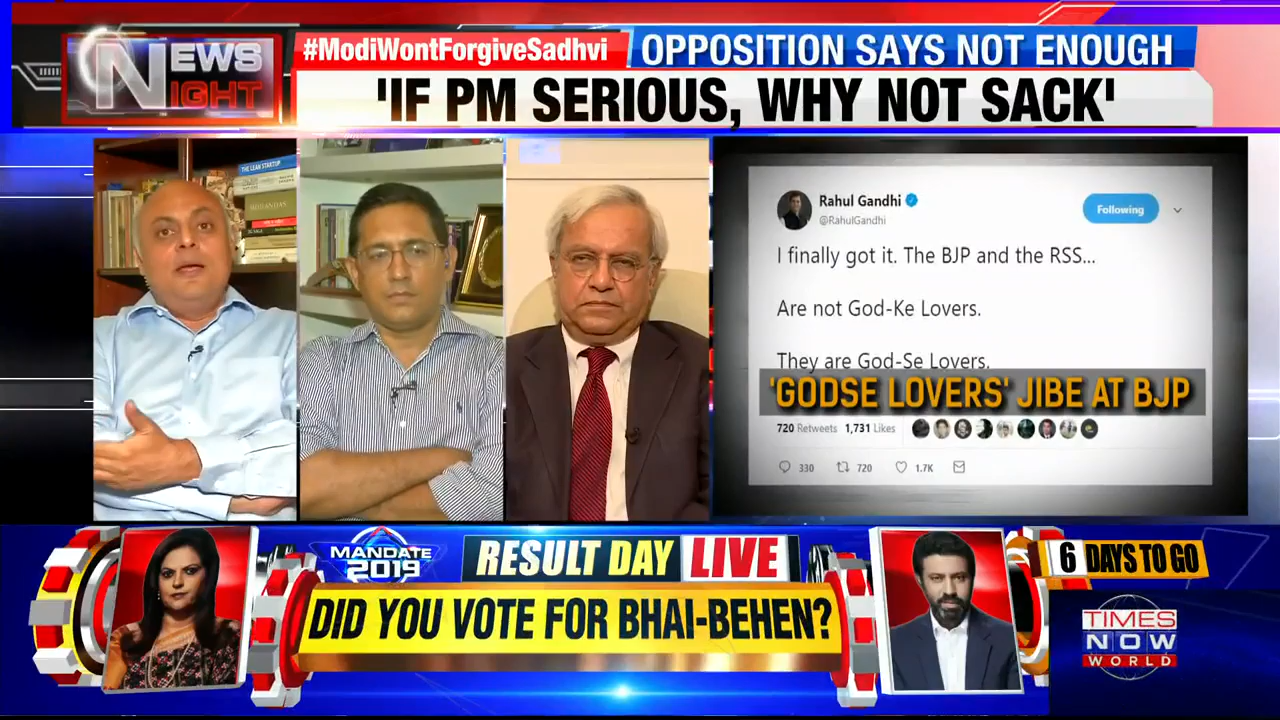 NEWS
NIGHT
#ModiWontForgiveSadhvi
OPPOSITION SAYS NOT ENOUGH
'IF PM SERIOUS, WHY NOT SACK'
THE LEAN STARTUP
Rahul Gandhi
@RahulGandhi
Following
I finally got it. The BJP and the RSS...
Are not God-Ke Lovers.
They are God-Se Lovers.
'GODSE LOVERS' JIBE AT BJP
720 Retweets 1,731 Likes
330 720 1.7K
MANDATE
2019
RESULT DAY LIVE
DID YOU VOTE FOR BHAI-BEHEN?
6 DAYS TO GO
TIMES
NOW
WORLD